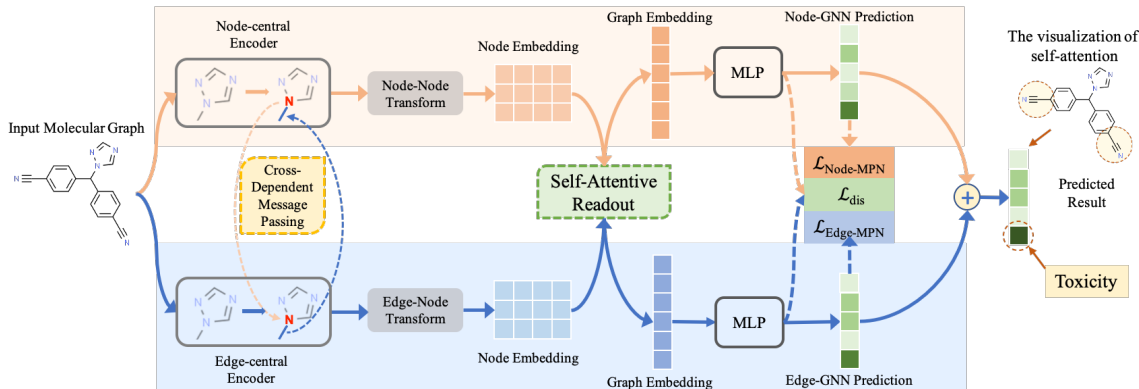 Node-central
Encoder
Node-Node
Transform
Node Embedding
Graph Embedding
MLP
Node-GNN Prediction
The visualization of
self-attention
N
N
N
N
N
N
N
N
N
N
N
Input Molecular Graph
N
N
N
N
N
Cross-
Dependent
Message
Passing
Self-Attentive
Readout
ℒNode-MPN
ℒdis
ℒEdge-MPN
+
Predicted
Result
Toxicity
N
N
N
N
N
N
Edge-central
Encoder
Edge-Node
Transform
Node Embedding
Graph Embedding
MLP
Edge-GNN Prediction